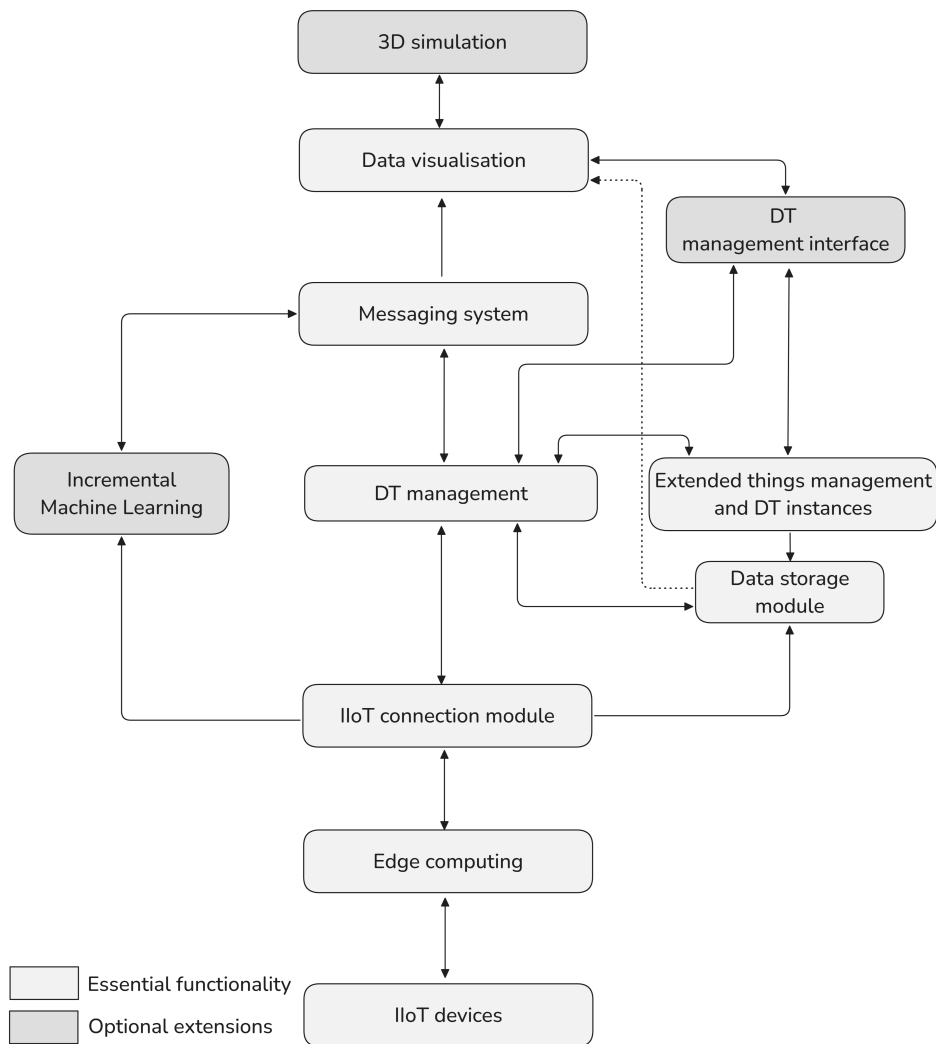 3D simulation
Data visualisation
DT
management interface
Messaging system
Incremental
Machine Learning
DT management
Extended things management
and DT instances
Data storage
module
IIoT connection module
Edge computing
IIoT devices
Essential functionality
Optional extensions